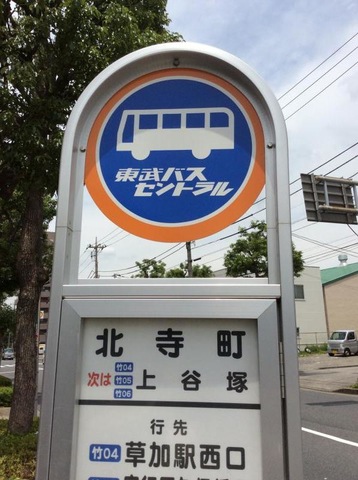 東武バス
セントラル
北寺町
次は 竹04 竹05 竹06 上谷塚
行先
竹04 草加駅西口